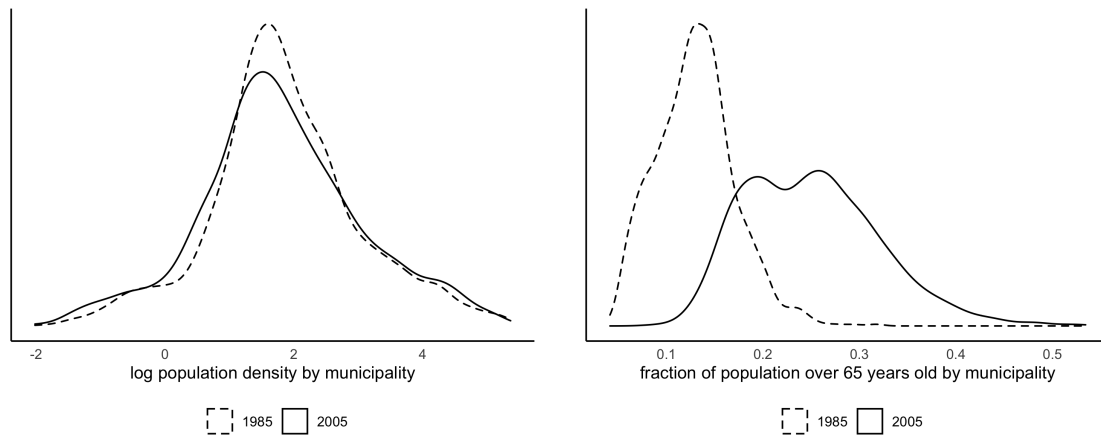 -2 0 2 4
log population density by municipality
1985 2005
0.1 0.2 0.3 0.4 0.5
fraction of population over 65 years old by municipality
1985 2005